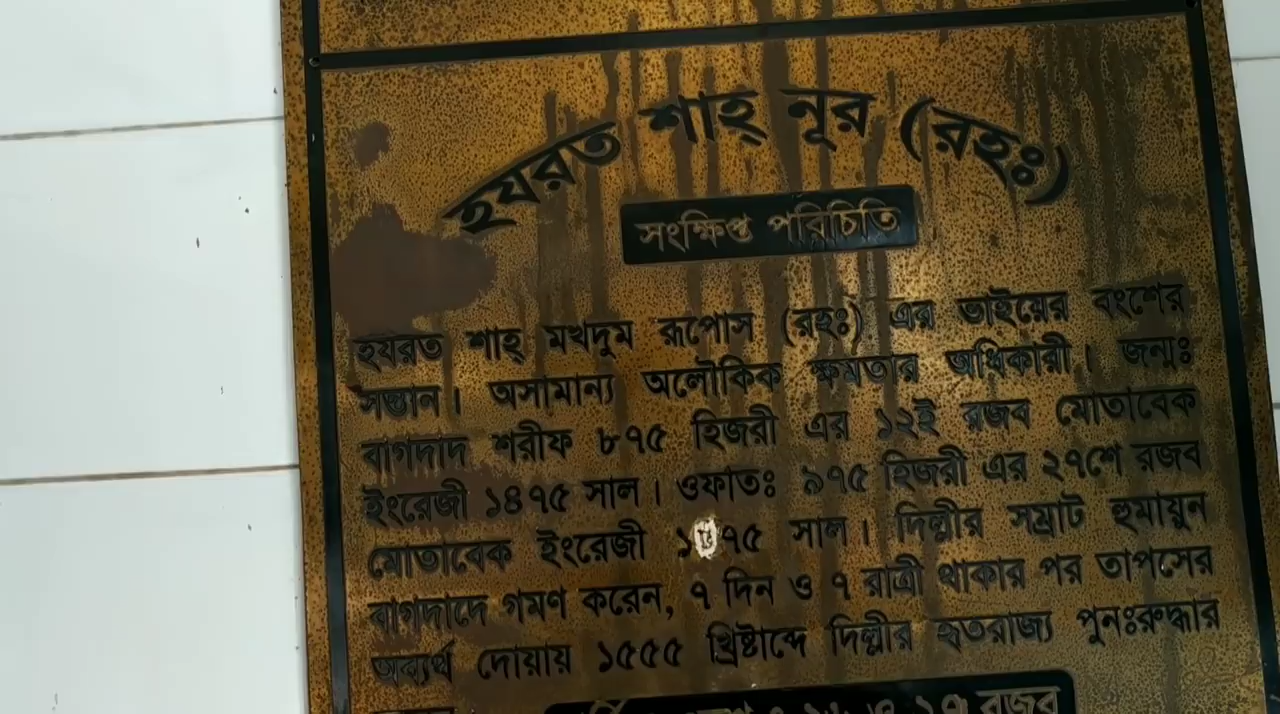 হযরত শাহ্ নূর (রহঃ)
সংক্ষিপ্ত পরিচিতি
হযরত শাহ্ মখদুম রূপোস (রহঃ) এর ভাইয়ের বংশের
সন্তান। অসামান্য অলৌকিক ক্ষমতার অধিকারী। জন্মঃ
বাগদাদ শরীফ ৮৭৫ হিজরী এর ১২ই রজব মোতাবেক
ইংরেজী ১৪৭৫ সাল। ওফাতঃ ৯৭৫ হিজরী এর ২৭শে রজব
মোতাবেক ইংরেজী সাল। দিল্লীর সম্রাট হুমায়ুন
বাগদাদে গমণ করেন, ৭ দিন ও ৭ রাত্রী থাকার পর তাপসের
অব্যর্থ দোয়ায় ১৫৫৫ খ্রিষ্টাব্দে দিল্লীর হৃতরাজ্য পুনঃরুদ্ধার
ও ২৭ রজব